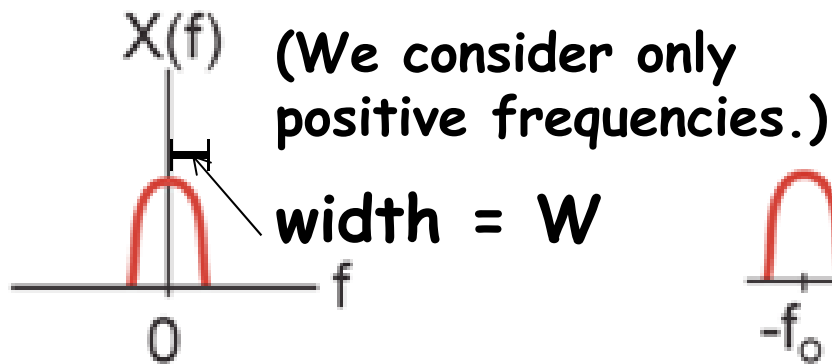 X(f)
(We consider only
positive frequencies.)
width = W
f
0
-fo